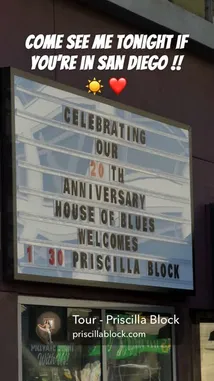 COME SEE ME TONIGHT IF
YOU'RE IN SAN DIEGO !!
CELEBRATING
OUR
20 TH
ANNIVERSARY
HOUSE OF BLUES
WELCOMES
1 30 PRISCILLA BLOCK
Tour - Priscilla Block
priscillablock.com